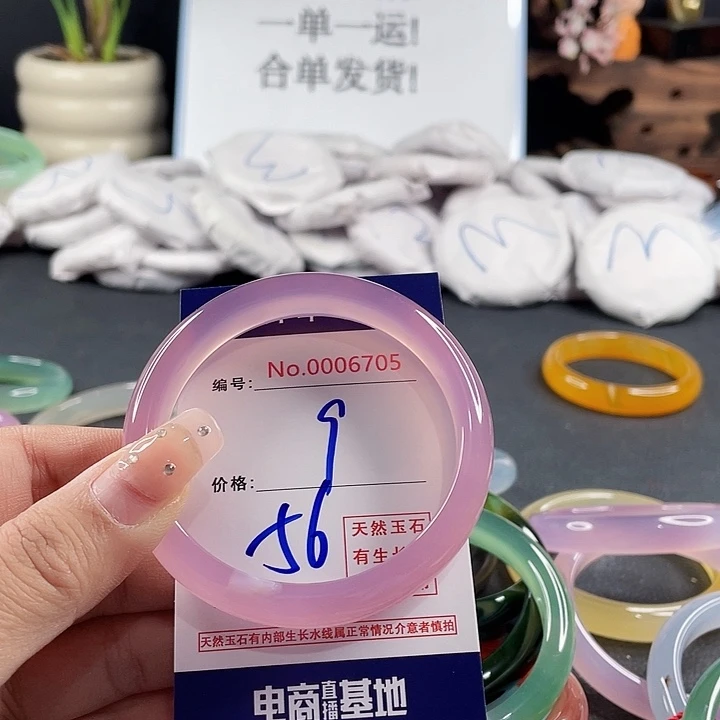 一单一运!
合单发货!
编号: No.0006705
9
价格:
56
天然玉石
有生长
天然玉石有内部生长水线属正常情况介意者慎拍
电商直播基地